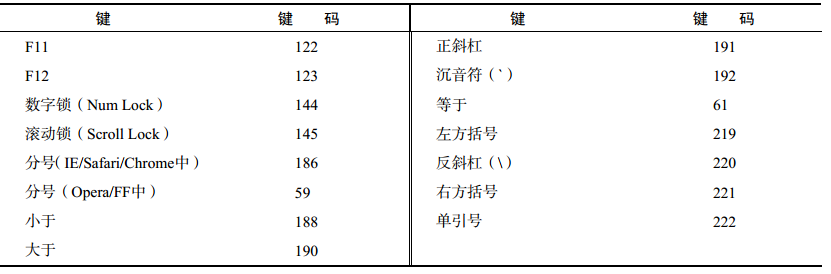 键 键 码 键 键 码
F11 122 正斜杠 191
F12 123 沉音符（`） 192
数字锁（Num Lock） 144 等于 61
滚动锁（Scroll Lock） 145 左方括号 219
分号（IE/Safari/Chrome中） 186 反斜杠（\） 220
分号（Opera/FF中） 59 右方括号 221
小于 188 单引号 222
大于 190